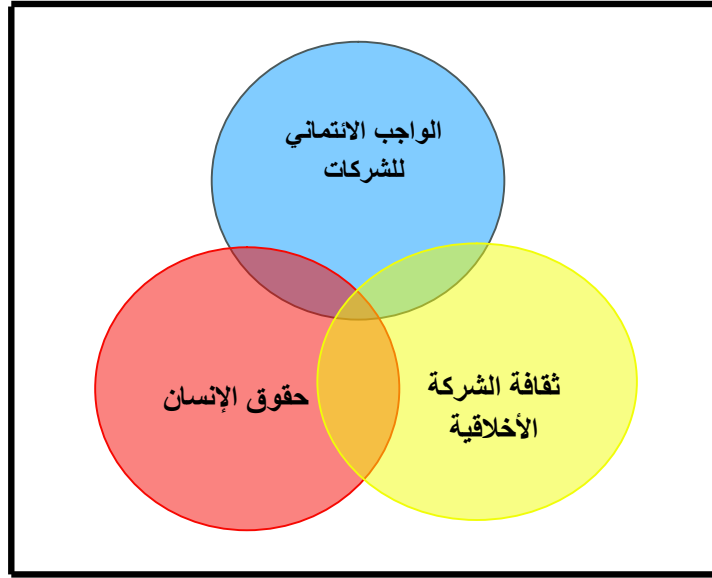 الواجب الائتماني
للشركات
حقوق الإنسان
ثقافة الشركة
الأخلاقية